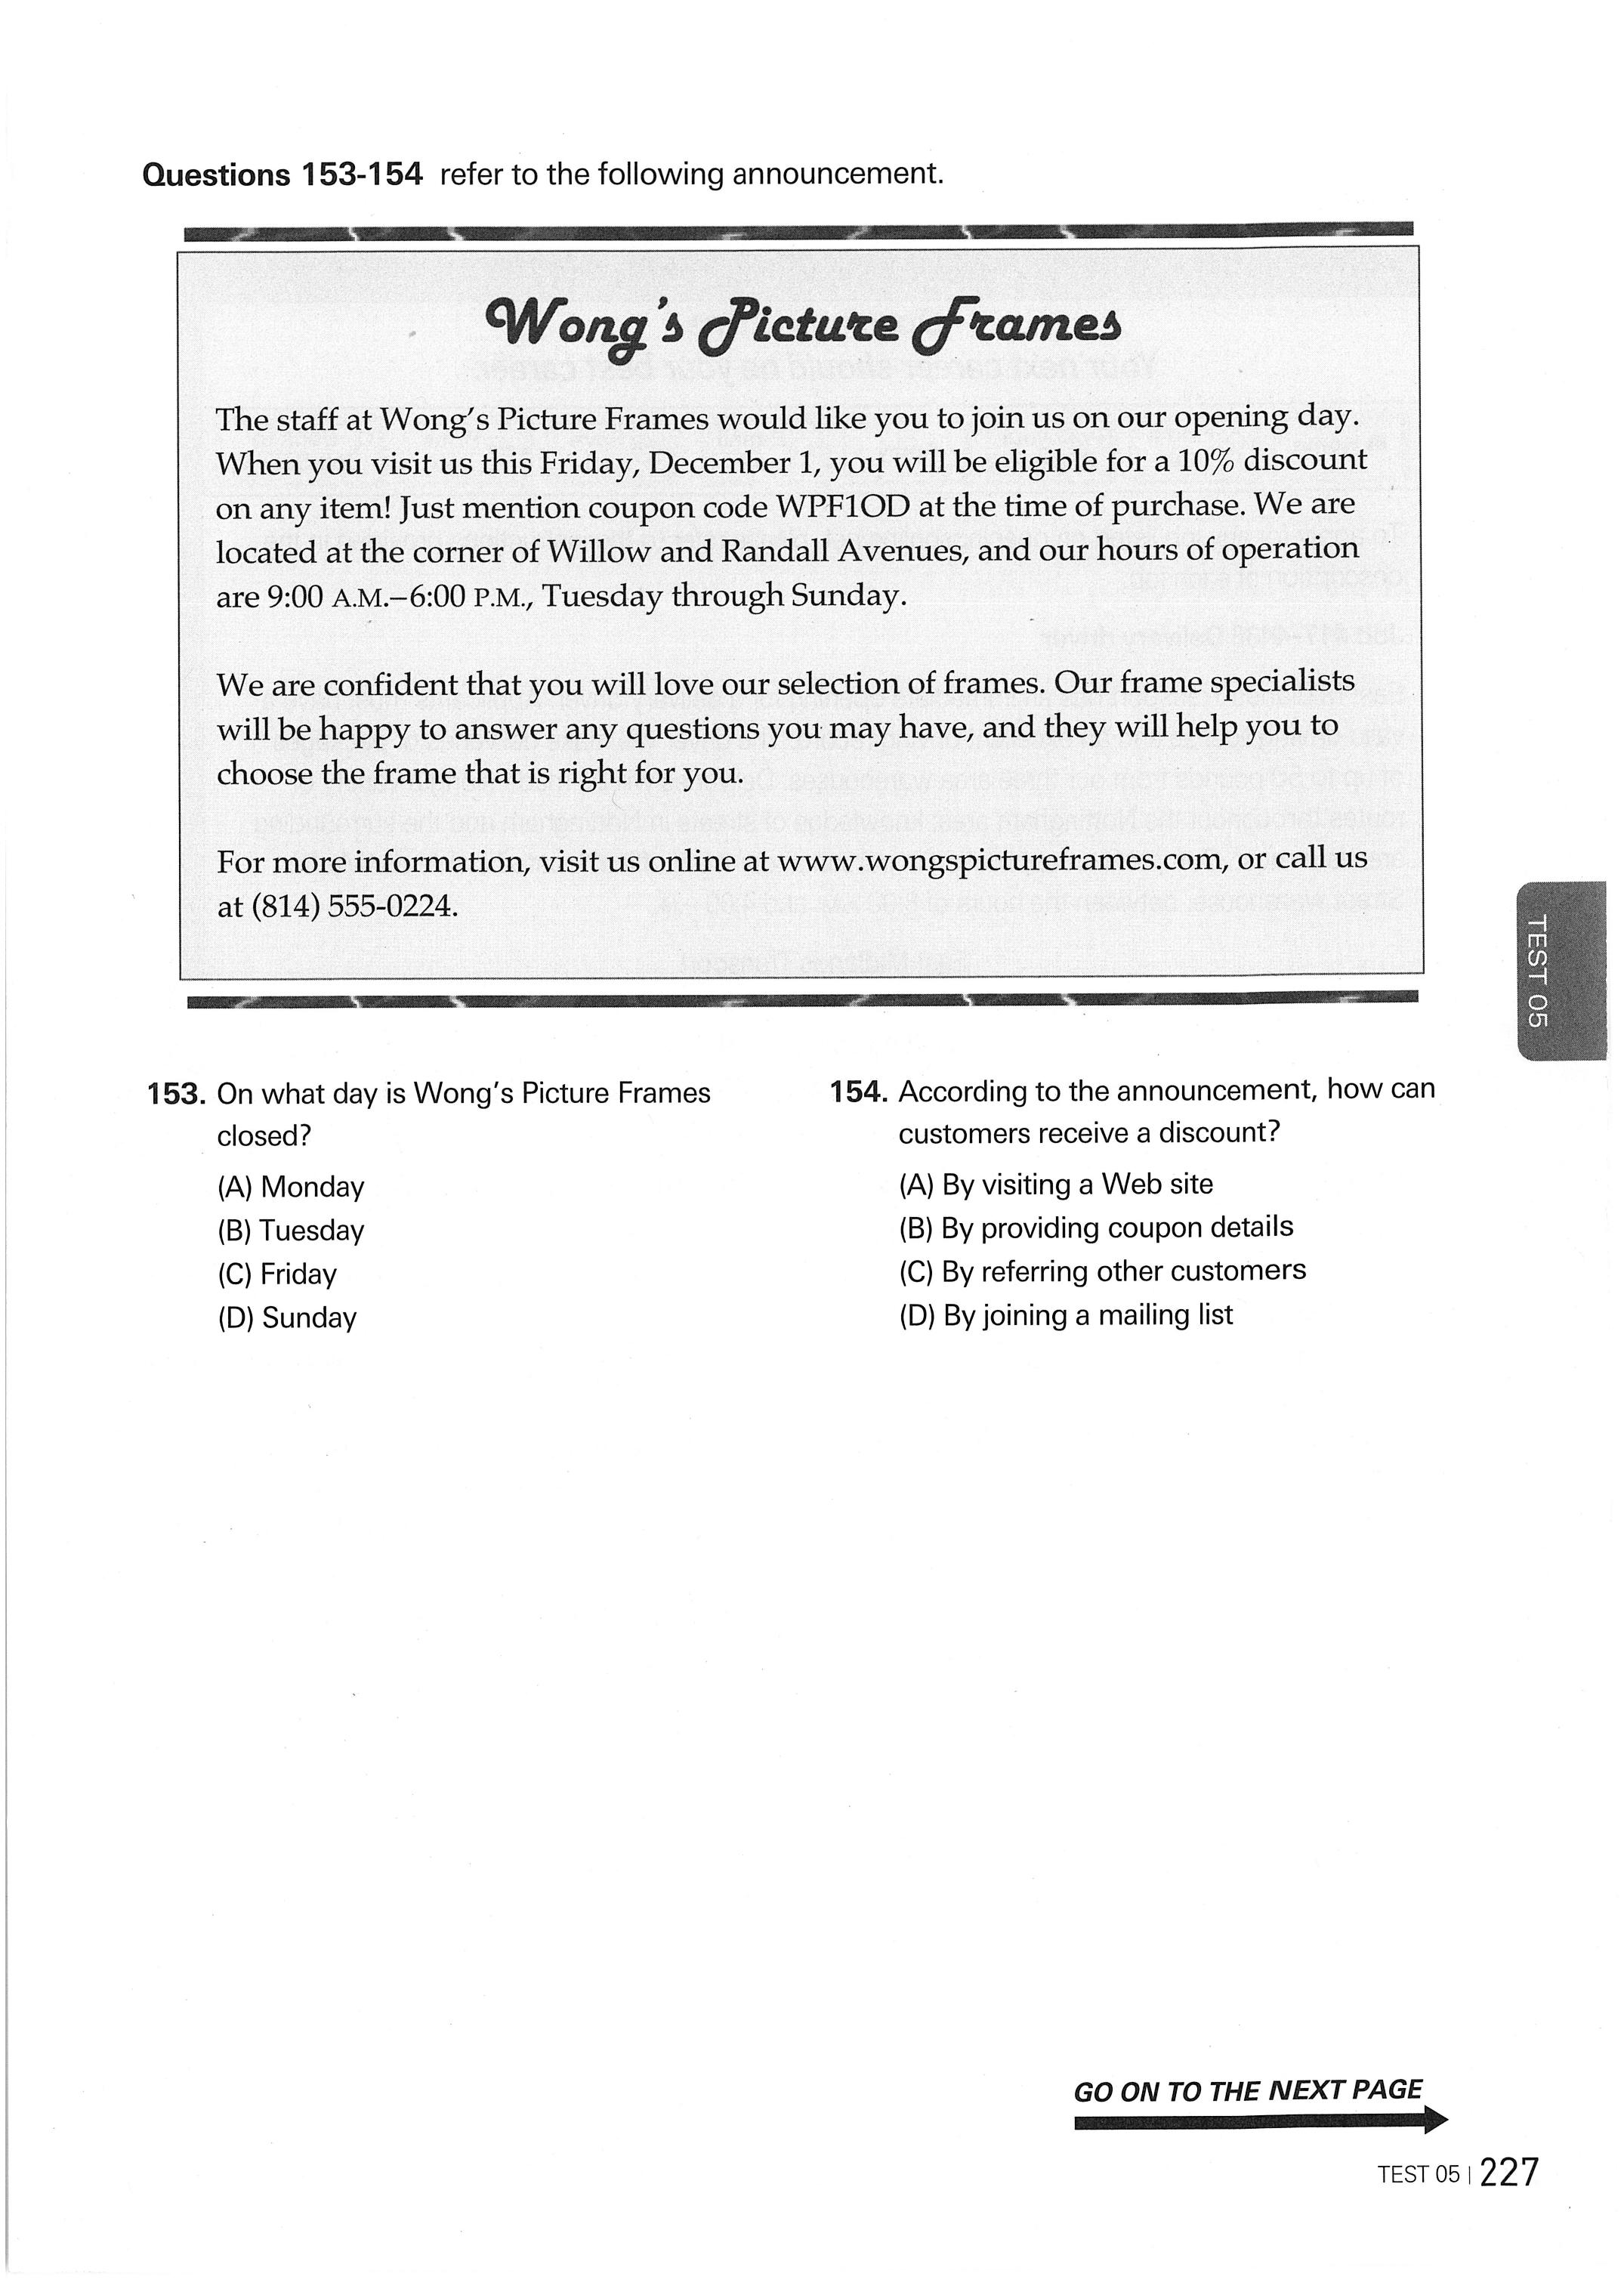 Questions 153-154 refer to the following announcement.
Wong's Picture Frames
The staff at Wong's Picture Frames would like you to join us on our opening day.
When you visit us this Friday, December 1, you will be eligible for a 10% discount
on any item! Just mention coupon code WPF1OD at the time of purchase. We are
located at the corner of Willow and Randall Avenues, and our hours of operation
are 9:00 A.M.–6:00 P.M., Tuesday through Sunday.
We are confident that you will love our selection of frames. Our frame specialists
will be happy to answer any questions you may have, and they will help you to
choose the frame that is right for you.
For more information, visit us online at www.wongspictureframes.com, or call us
at (814) 555-0224.
TEST 05
153. On what day is Wong's Picture Frames
closed?
(A) Monday
(B) Tuesday
(C) Friday
(D) Sunday
154. According to the announcement, how can
customers receive a discount?
(A) By visiting a Web site
(B) By providing coupon details
(C) By referring other customers
(D) By joining a mailing list
GO ON TO THE NEXT PAGE
TEST 05 | 227